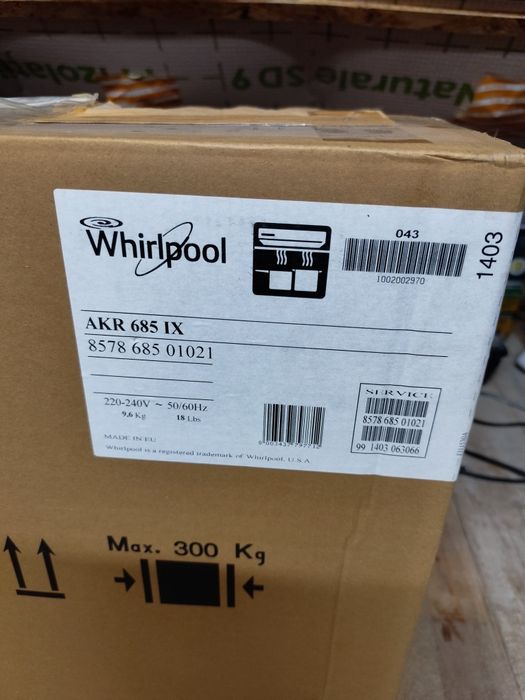 Naturale SD 9
Whirlpool
043
1002002970
1403
AKR 685 IX
8578 685 01021
220-240V ~ 50/60Hz
9,6 Kg 18 Lbs
SERVICE
8578 685 01021
99 1403 063066
MADE IN EU
Whirlpool is a registered trademark of Whirlpool, U.S.A
Max. 300 Kg